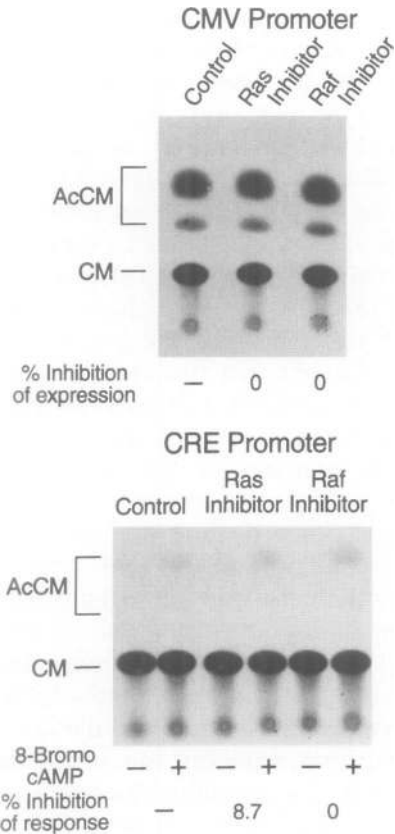 CMV Promoter
Control
Ras Inhibitor
Raf Inhibitor
AcCM
CM
% Inhibition
of expression
— 0 0
CRE Promoter
Control
Ras
Inhibitor
Raf
Inhibitor
AcCM
CM
8-Bromo
cAMP
— + — + — +
% Inhibition
of response
— 8.7 0